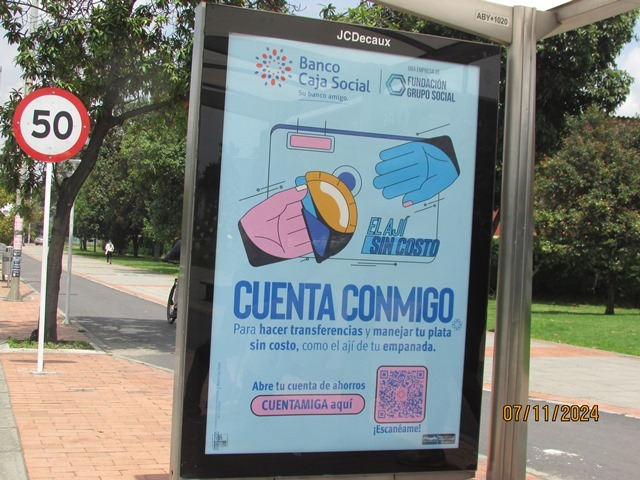 ABY+1020
JCDecaux
50
Banco
Caja Social
Su banco amigo.
UNA EMPRESA DE
FUNDACIÓN
GRUPO SOCIAL
EL AJÍ
SIN COSTO
CUENTA CONMIGO
Para hacer transferencias y manejar tu plata
sin costo, como el ají de tu empanada.
Abre tu cuenta de ahorros
CUENTAMIGA aquí
¡Escanéame!
07/11/2024